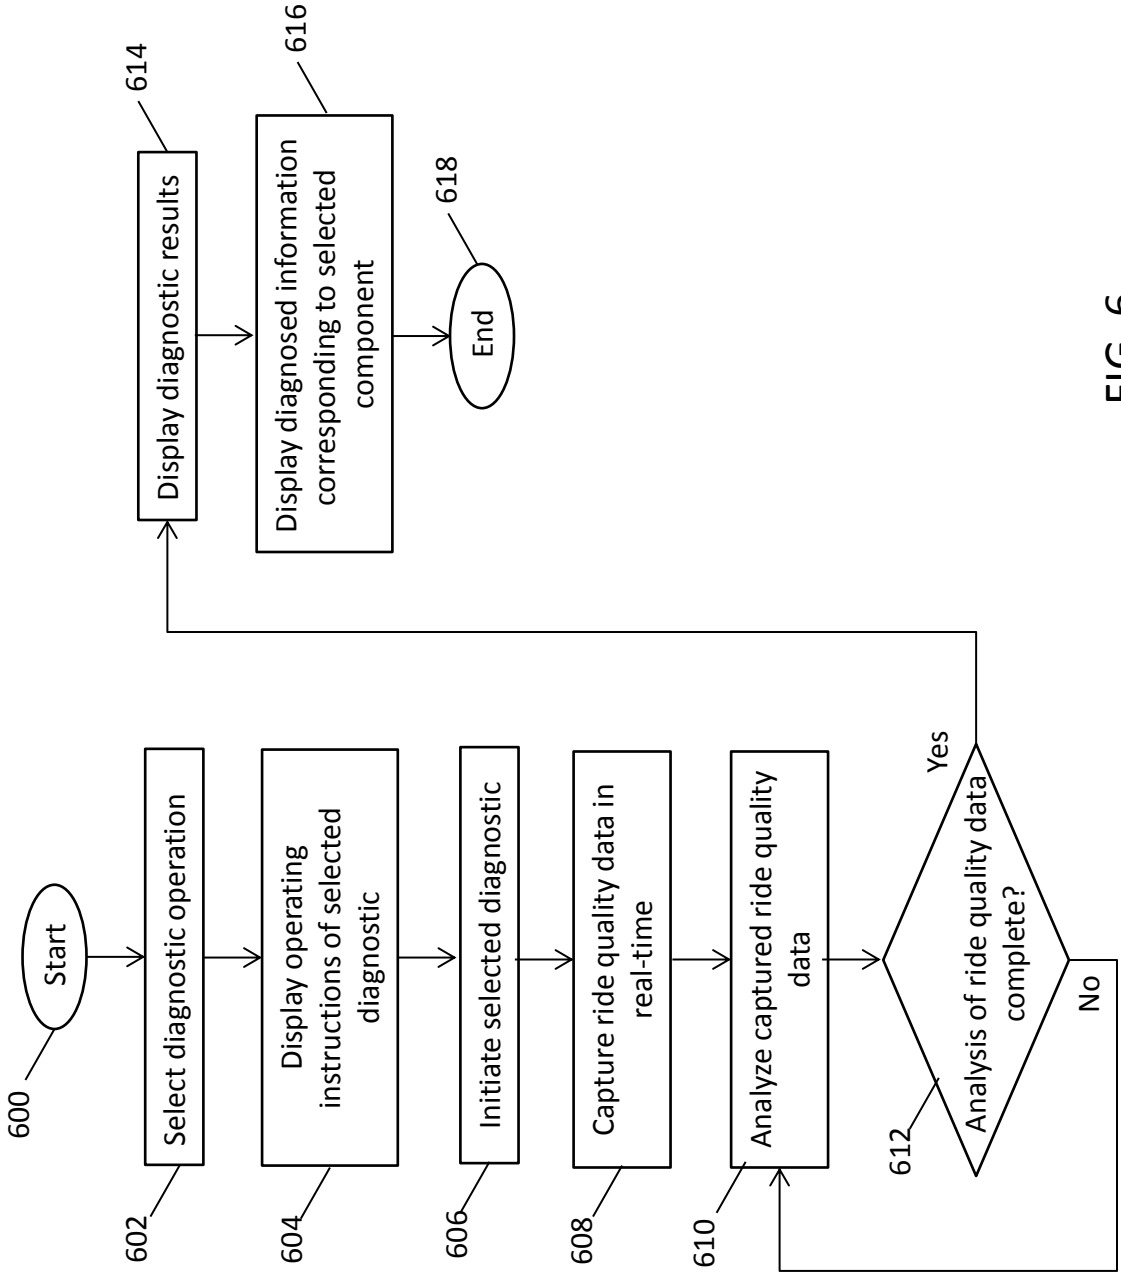 600
Start
602
Select diagnostic operation
604
Display operating
instructions of selected
diagnostic
606
Initiate selected diagnostic
608
Capture ride quality data in
real-time
610
Analyze captured ride quality
data
612
Analysis of ride quality data
complete?
Yes
No
614
Display diagnostic results
616
Display diagnosed information
corresponding to selected
component
618
End
FIG. 6